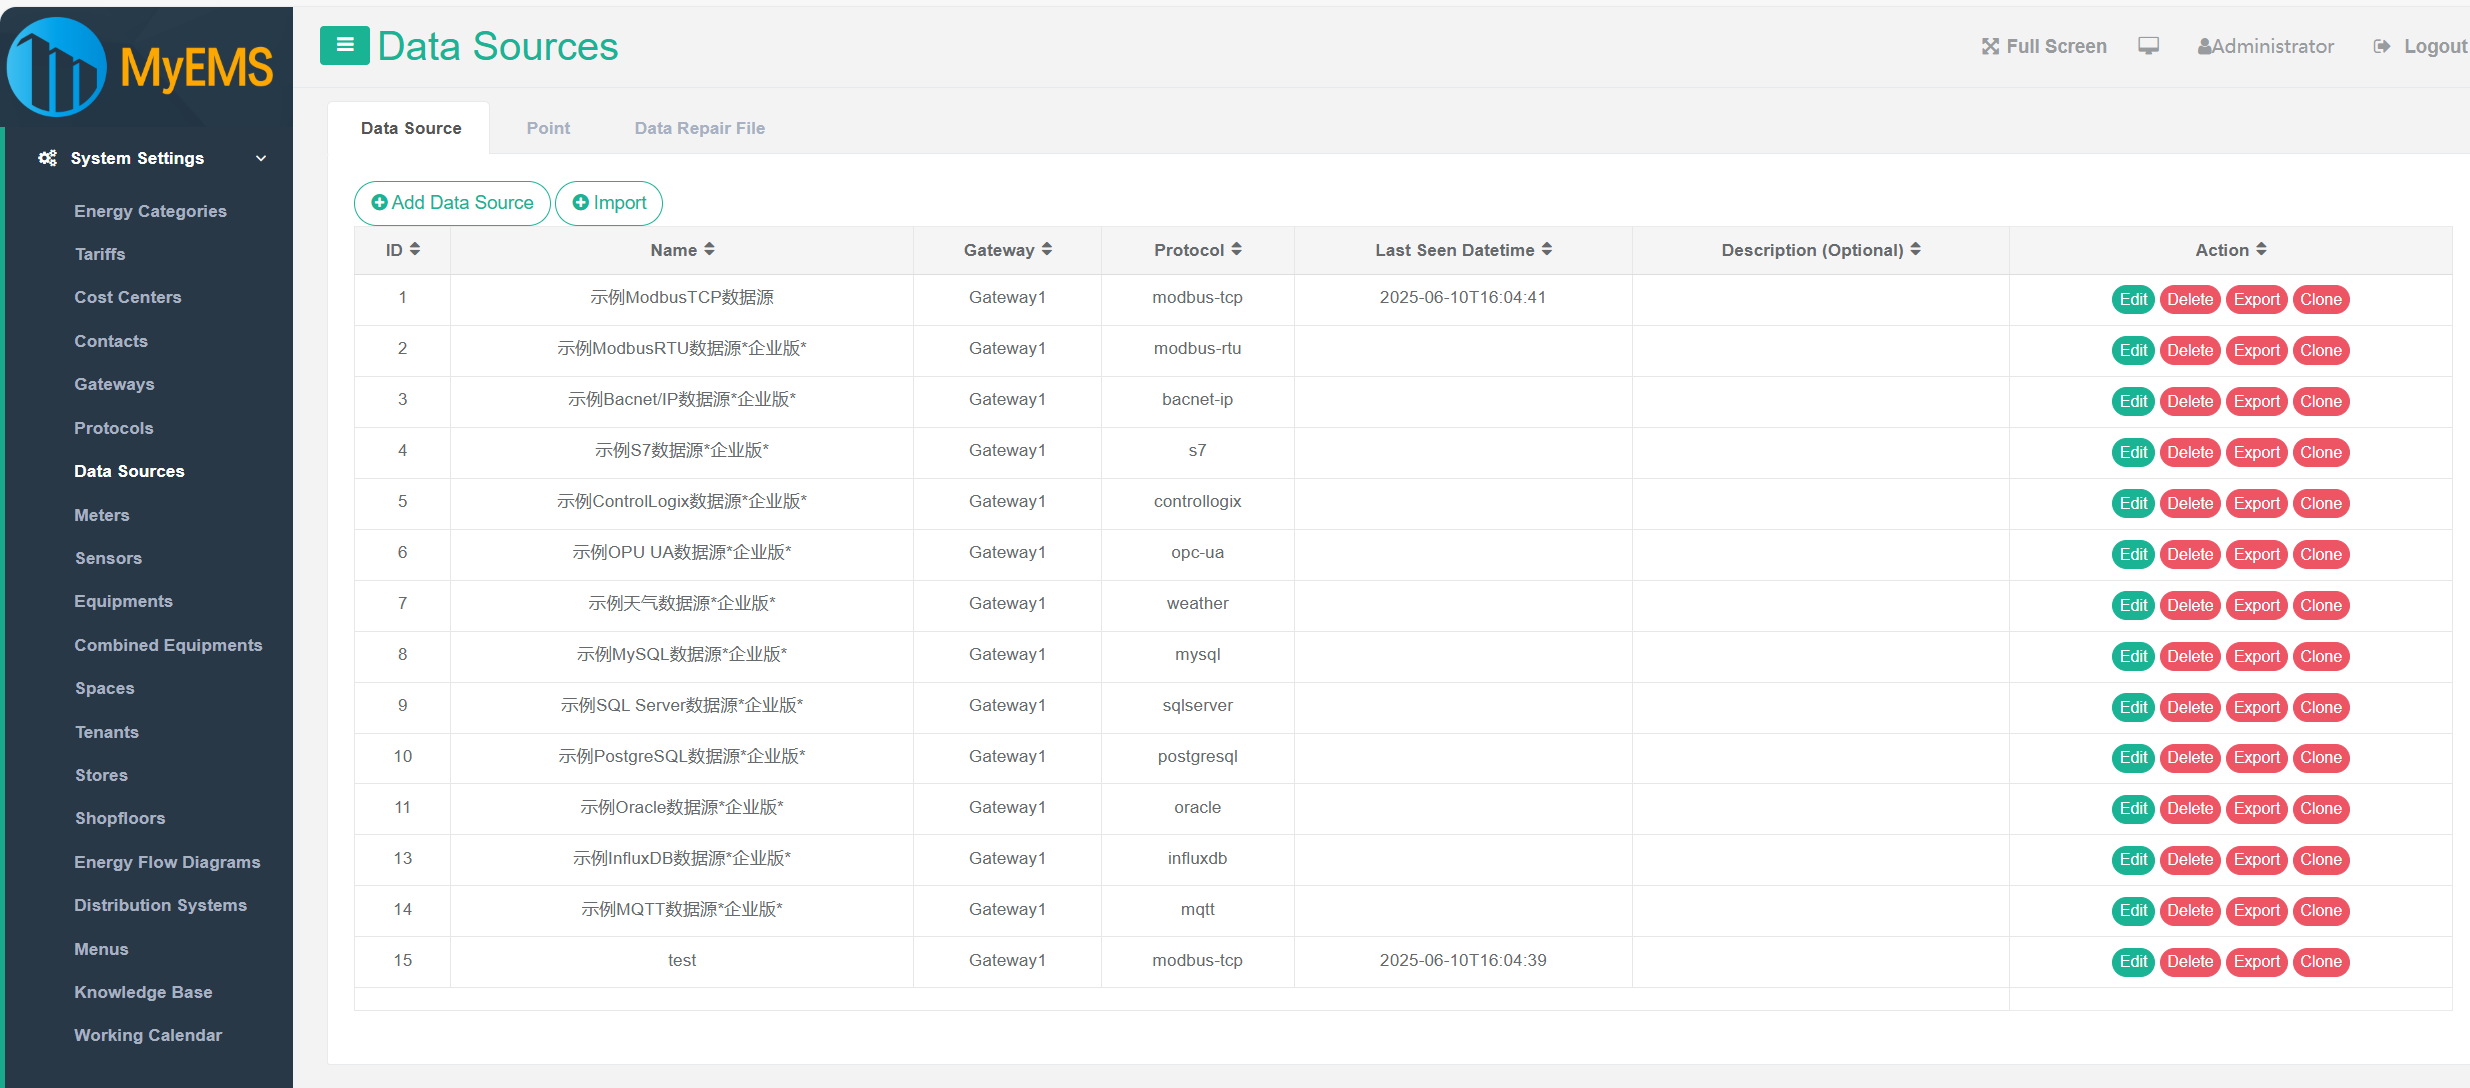 MyEMS
System Settings
Energy Categories
Tariffs
Cost Centers
Contacts
Gateways
Protocols
Data Sources
Meters
Sensors
Equipments
Combined Equipments
Spaces
Tenants
Stores
Shopfloors
Energy Flow Diagrams
Distribution Systems
Menus
Knowledge Base
Working Calendar
Data Sources
Full Screen Administrator Logout
Data Source Point Data Repair File
Add Data Source Import
ID Name Gateway Protocol Last Seen Datetime Description (Optional) Action
1 示例ModbusTCP数据源 Gateway1 modbus-tcp 2025-06-10T16:04:41 Edit Delete Export Clone
2 示例ModbusRTU数据源*企业版* Gateway1 modbus-rtu Edit Delete Export Clone
3 示例Bacnet/IP数据源*企业版* Gateway1 bacnet-ip Edit Delete Export Clone
4 示例S7数据源*企业版* Gateway1 s7 Edit Delete Export Clone
5 示例ControlLogix数据源*企业版* Gateway1 controllogix Edit Delete Export Clone
6 示例OPU UA数据源*企业版* Gateway1 opc-ua Edit Delete Export Clone
7 示例天气数据源*企业版* Gateway1 weather Edit Delete Export Clone
8 示例MySQL数据源*企业版* Gateway1 mysql Edit Delete Export Clone
9 示例SQL Server数据源*企业版* Gateway1 sqlserver Edit Delete Export Clone
10 示例PostgreSQL数据源*企业版* Gateway1 postgresql Edit Delete Export Clone
11 示例Oracle数据源*企业版* Gateway1 oracle Edit Delete Export Clone
13 示例InfluxDB数据源*企业版* Gateway1 influxdb Edit Delete Export Clone
14 示例MQTT数据源*企业版* Gateway1 mqtt Edit Delete Export Clone
15 test Gateway1 modbus-tcp 2025-06-10T16:04:39 Edit Delete Export Clone